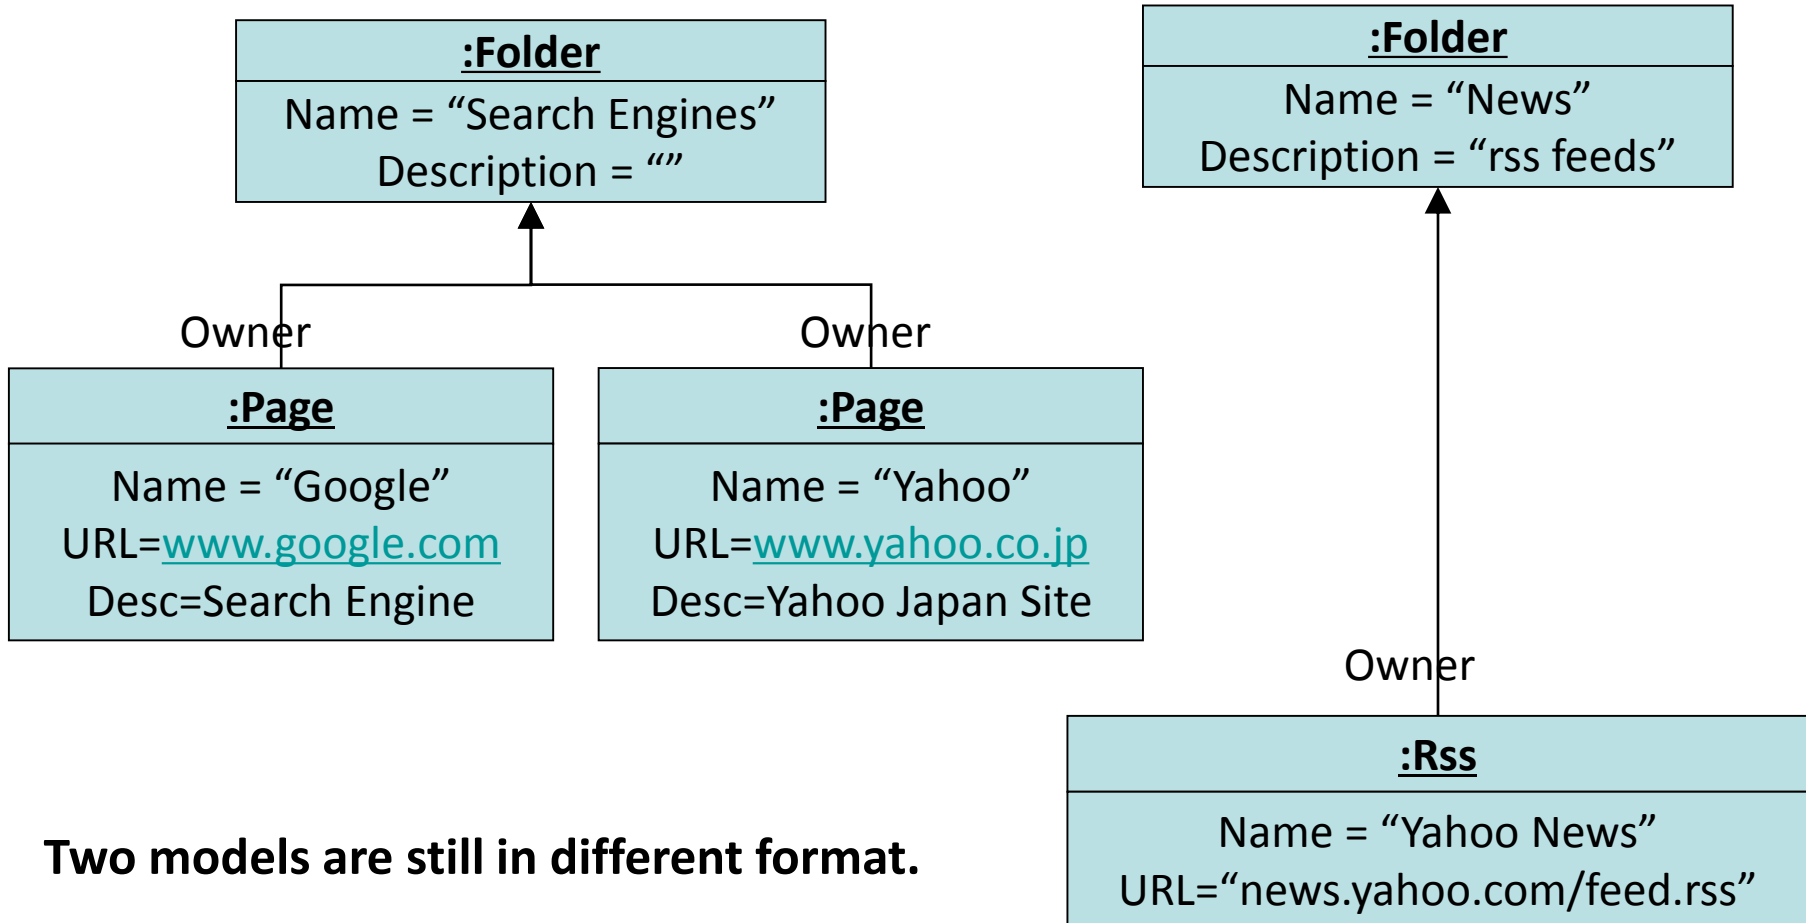 :Folder
Name = “Search Engines”
Description = “”
:Folder
Name = “News”
Description = “rss feeds”
Owner
Owner
:Page
Name = “Google”
URL=www.google.com
Desc=Search Engine
:Page
Name = “Yahoo”
URL=www.yahoo.co.jp
Desc=Yahoo Japan Site
Owner
:Rss
Name = “Yahoo News”
URL=“news.yahoo.com/feed.rss”
Two models are still in different format.